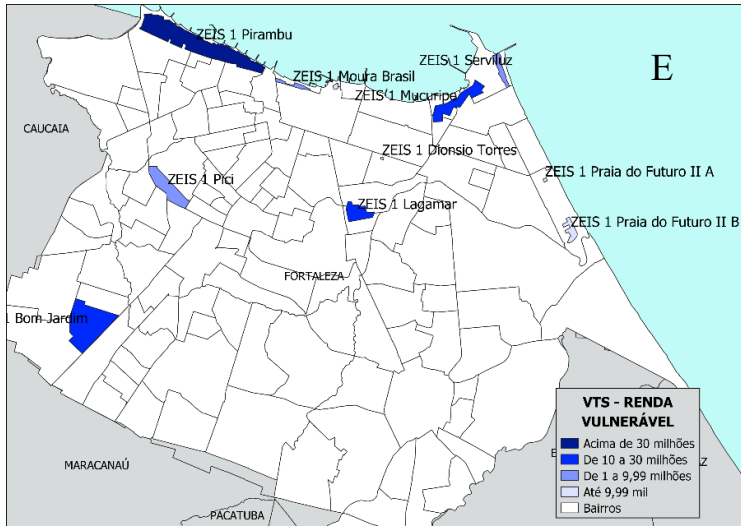 ZEIS 1 Pirambu
ZEIS 1 Serviluz
E
ZEIS 1 Moura Brasil
ZEIS 1 Mucuripe
CAUCAIA
ZEIS 1 Dionsio Torres
ZEIS 1 Praia do Futuro II A
ZEIS 1 Pici
ZEIS 1 Lagamar
ZEIS 1 Praia do Futuro II B
FORTALEZA
1 Bom Jardim
VTS - RENDA
VULNERÁVEL
Acima de 30 milhões
De 10 a 30 milhões
De 1 a 9,99 milhões
Até 9,99 mil
Bairros
E
AZ
MARACANAÚ
PACATUBA